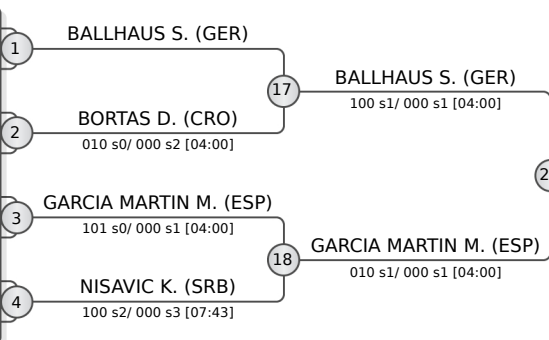 BALLHAUS S. (GER)
1
17
BALLHAUS S. (GER)
100 s1/ 000 s1 [04:00]
BORTAS D. (CRO)
2
010 s0/ 000 s2 [04:00]
GARCIA MARTIN M. (ESP)
3
101 s0/ 000 s1 [04:00]
18
GARCIA MARTIN M. (ESP)
010 s1/ 000 s1 [04:00]
NISAVIC K. (SRB)
4
100 s2/ 000 s3 [07:43]